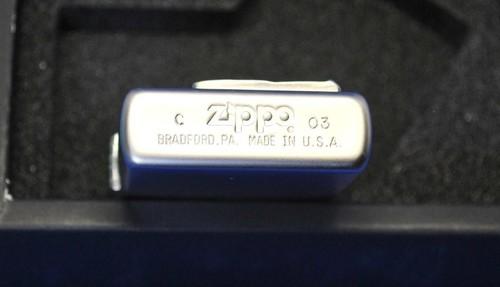 C Zippo 03
BRADFORD.PA. MADE IN U.S.A.